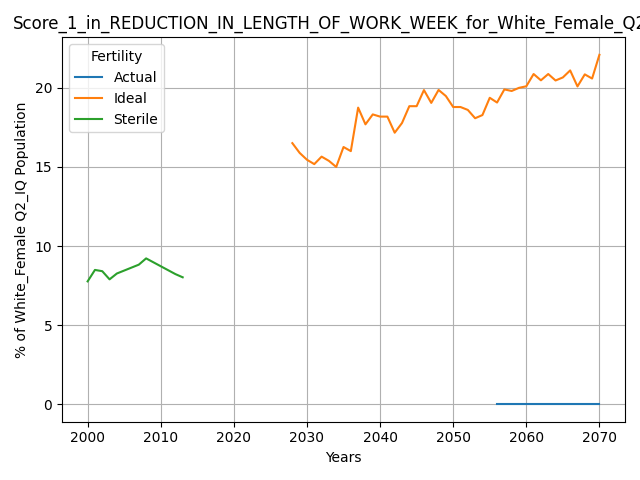 Score_1_in_REDUCTION_IN_LENGTH_OF_WORK_WEEK_for_White_Female_Q2
Fertility
Actual
Ideal
Sterile
% of White_Female Q2_IQ Population
20
15
10
5
0
2000 2010 2020 2030 2040 2050 2060 2070
Years